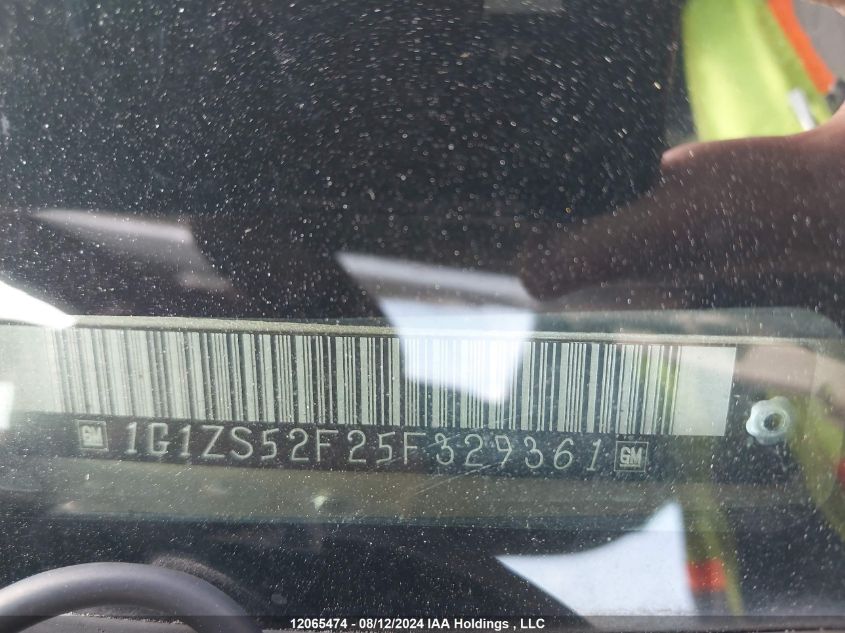 GM 1G1ZS52F25F329361 GM
12065474 - 08/12/2024 IAA Holdings , LLC